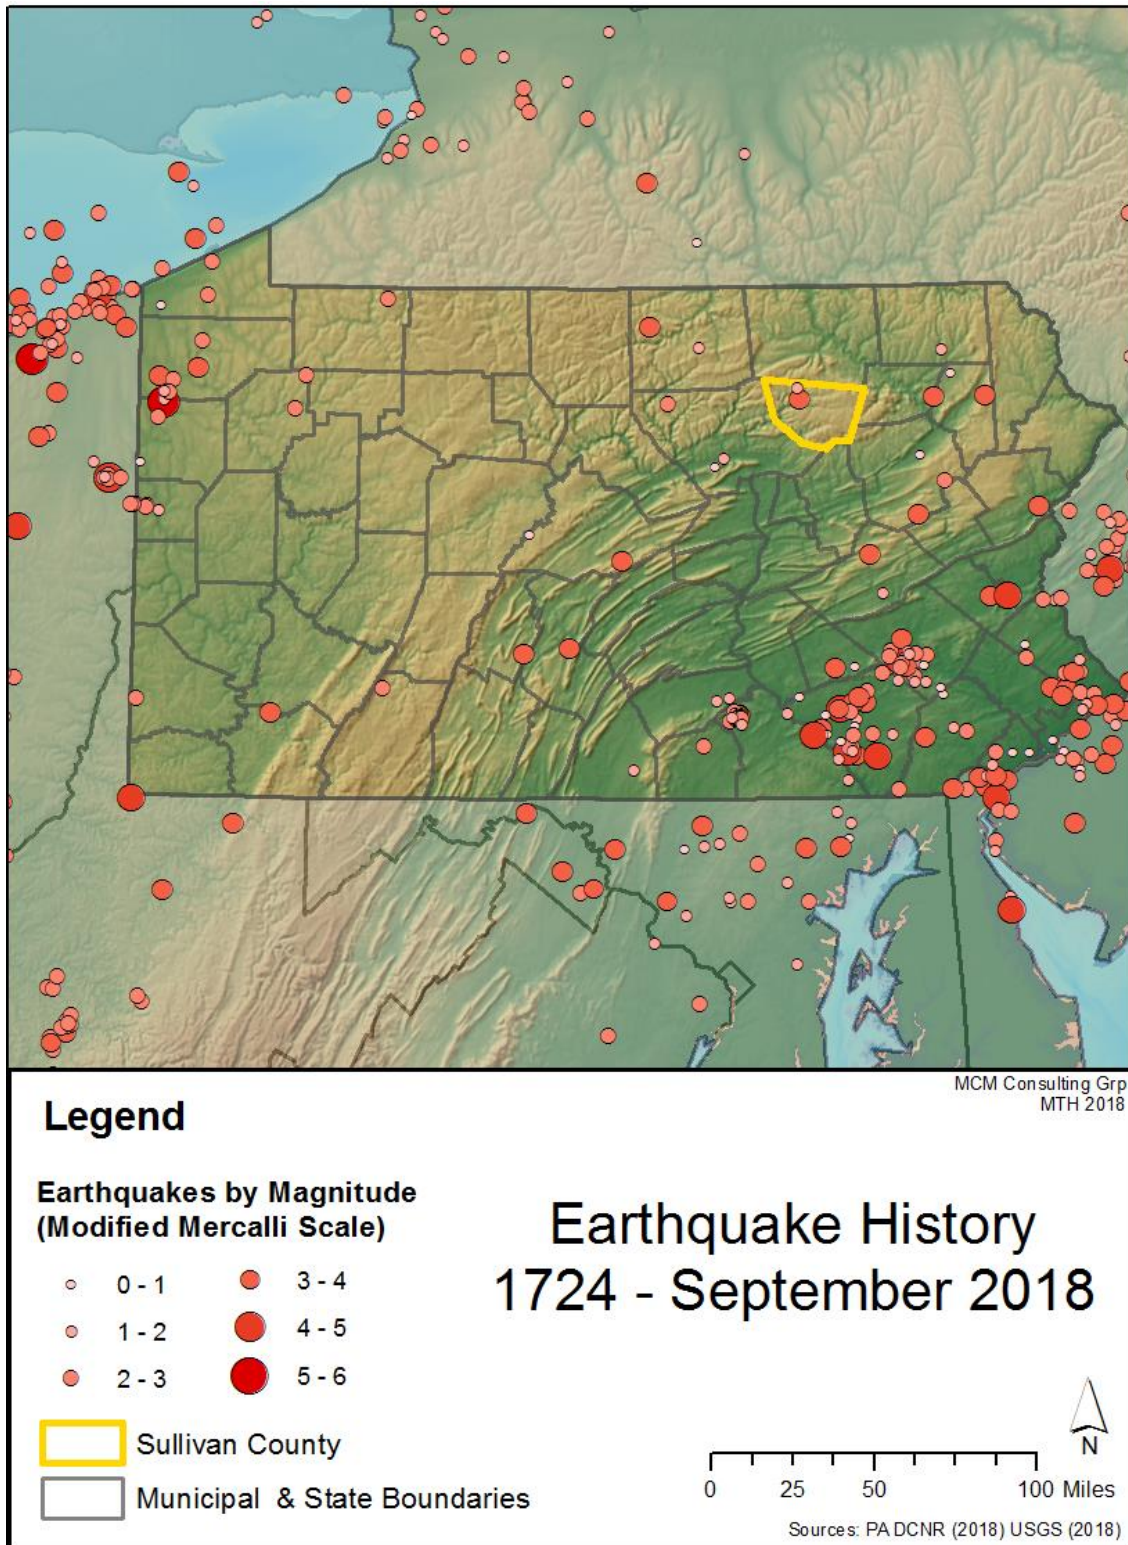 MCM Consulting Grp
MTH 2018
Legend
Earthquakes by Magnitude
(Modified Mercalli Scale)
0 - 1
1 - 2
2 - 3
3 - 4
4 - 5
5 - 6
Sullivan County
Municipal & State Boundaries
Earthquake History
1724 - September 2018
N
0 25 50 100 Miles
Sources: PA DCNR (2018) USGS (2018)